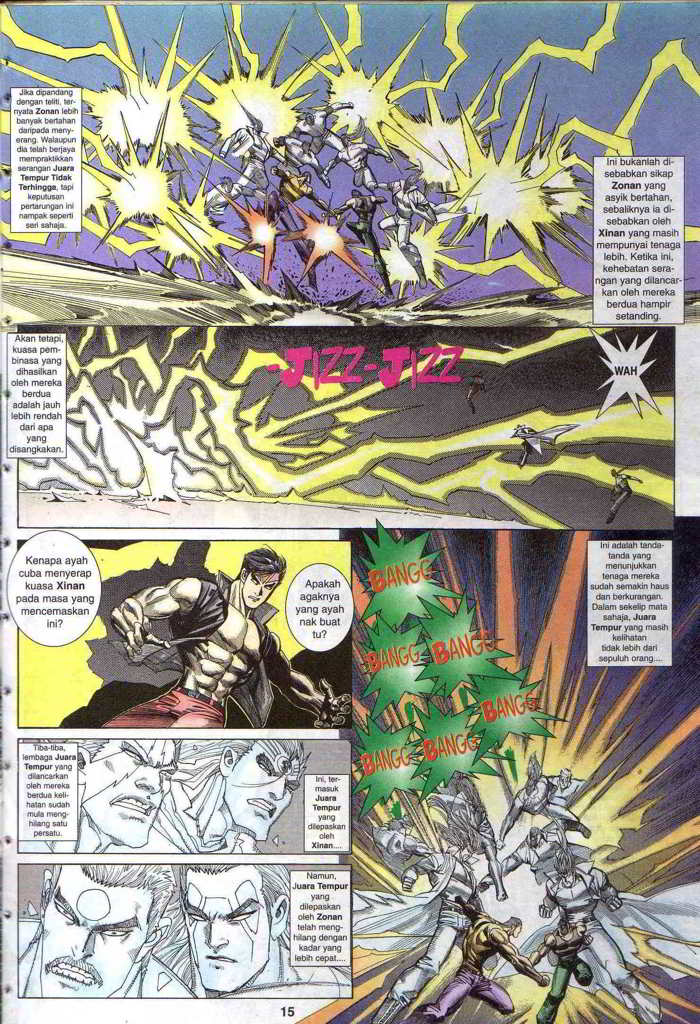 Jika dipandang
dengan teliti, ter-
nyata Zonan lebih
banyak bertahan
daripada meny-
erang. Walaupun
dia telah berjaya
mempraktikkan
serangan Juara
Tempur Tidak
Terhingga, tapi
keputusan
pertarungan ini
nampak seperti
seri sahaja.
Ini bukanlah di-
sebabkan sikap
Zonan yang
asyik bertahan,
sebaliknya ia di-
sebabkan oleh
Xinan yang masih
mempunyai tenaga
lebih. Ketika ini,
kehebatan sera-
ngan yang dilancar-
kan oleh mereka
berdua hampir
setanding.
Akan tetapi,
kuasa pem-
binasa yang
dihasilkan
oleh mereka
berdua
adalah jauh
lebih rendah
dari apa
yang
disangkakan.
-JIZZ-JIZZ
WAH
Kenapa ayah
cuba menyerap
kuasa Xinan
pada masa yang
mencemaskan
ini?
Apakah
agaknya
yang ayah
nak buat
tu?
BANGG
BANGG
BANGG
BANGG
BANGG
BANGG
Ini adalah tanda-
tanda yang
menunjukkan
tenaga mereka
sudah semakin haus
dan berkurangan.
Dalam sekelip mata
sahaja, Juara
Tempur yang masih
kelihatan
tidak lebih dari
sepuluh orang....
Tiba-tiba,
lembaga Juara
Tempur yang
dilancarkan
oleh mereka
berdua keli-
hatan sudah
mula meng-
hilang satu
persatu.
Ini, ter-
masuk
Juara
Tempur
yang
dilepaskan
oleh
Xinan....
Namun,
Juara Tempur
yang
dilepaskan
oleh Zonan
telah meng-
hilang dengan
kadar yang
lebih cepat....
15